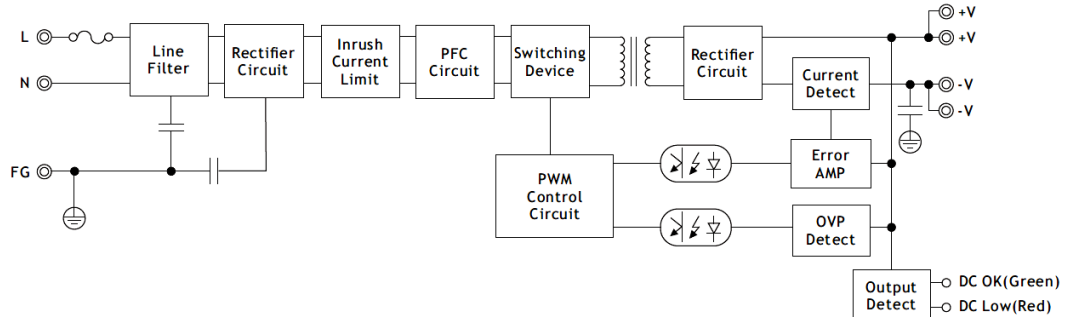 L
N
FG
Line
Filter
Rectifier
Circuit
Inrush
Current
Limit
PFC
Circuit
Switching
Device
Rectifier
Circuit
Current
Detect
+V
+V
-V
-V
PWM
Control
Circuit
Error
AMP
OVP
Detect
Output
Detect
DC OK(Green)
DC Low(Red)